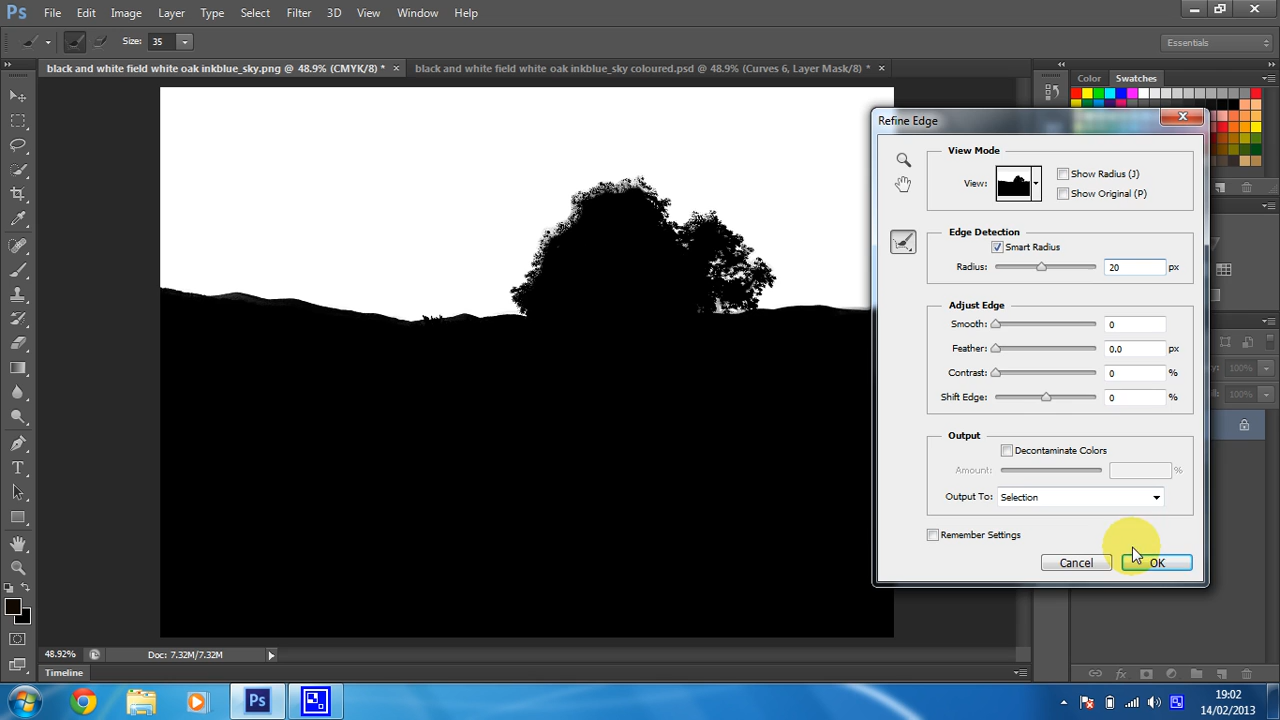 Ps File Edit Image Layer Type Select Filter 3D View Window Help
Size: 35 Essentials
black and white field white oak inkblue_sky.png @ 48.9% (CMYK/8) * × black and white field white oak inkblue_sky coloured.psd @ 48.9% (Curves 6, Layer Mask/8) * ×
Color Swatches
Refine Edge
View Mode
View: Show Radius (J)
Show Original (P)
Edge Detection
Smart Radius
Radius: 20 px
Adjust Edge
Smooth: 0
Feather: 0.0 px
Contrast: 0 %
Shift Edge: 0 %
Output
Decontaminate Colors
Amount: %
Output To: Selection
Remember Settings
Cancel OK
48.92% Doc: 7.32M/7.32M
Timeline
Ps
19:02
14/02/2013